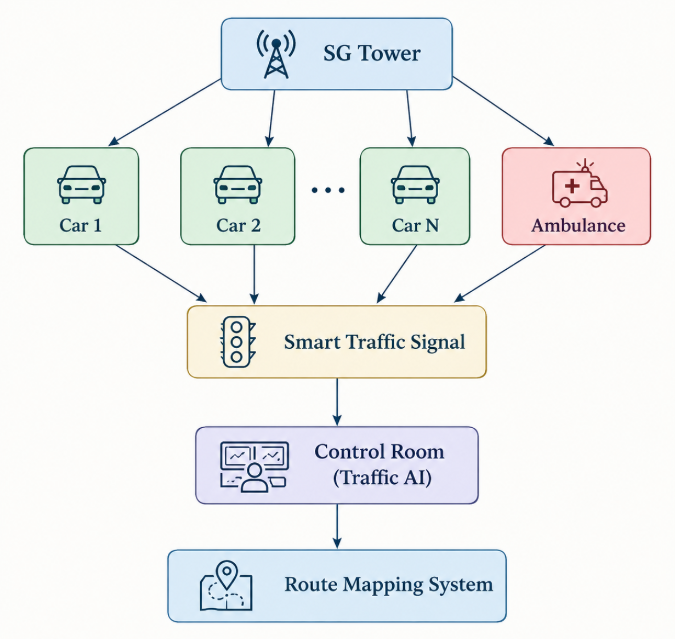 SG Tower
Car 1
Car 2
...
Car N
Ambulance
Smart Traffic Signal
Control Room
(Traffic AI)
Route Mapping System